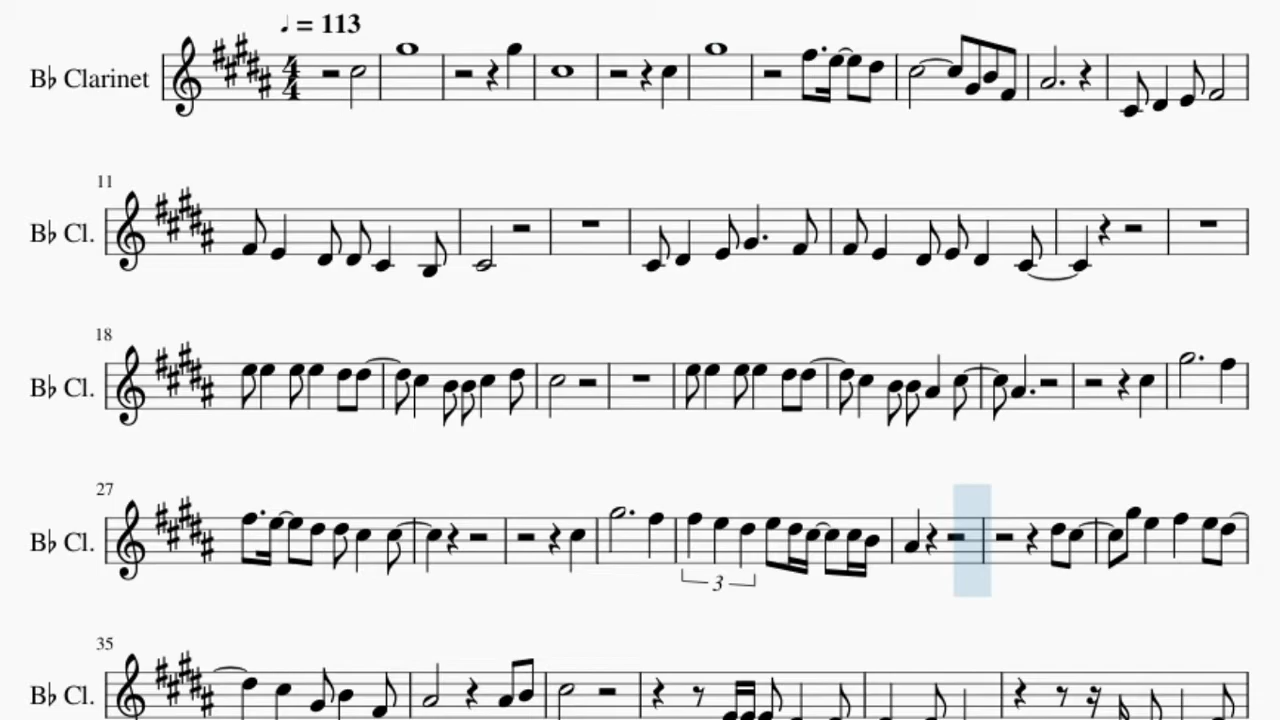 ♩ = 113
B♭ Clarinet
4
4
11
B♭ Cl.
18
B♭ Cl.
27
B♭ Cl.
3
35
B♭ Cl.